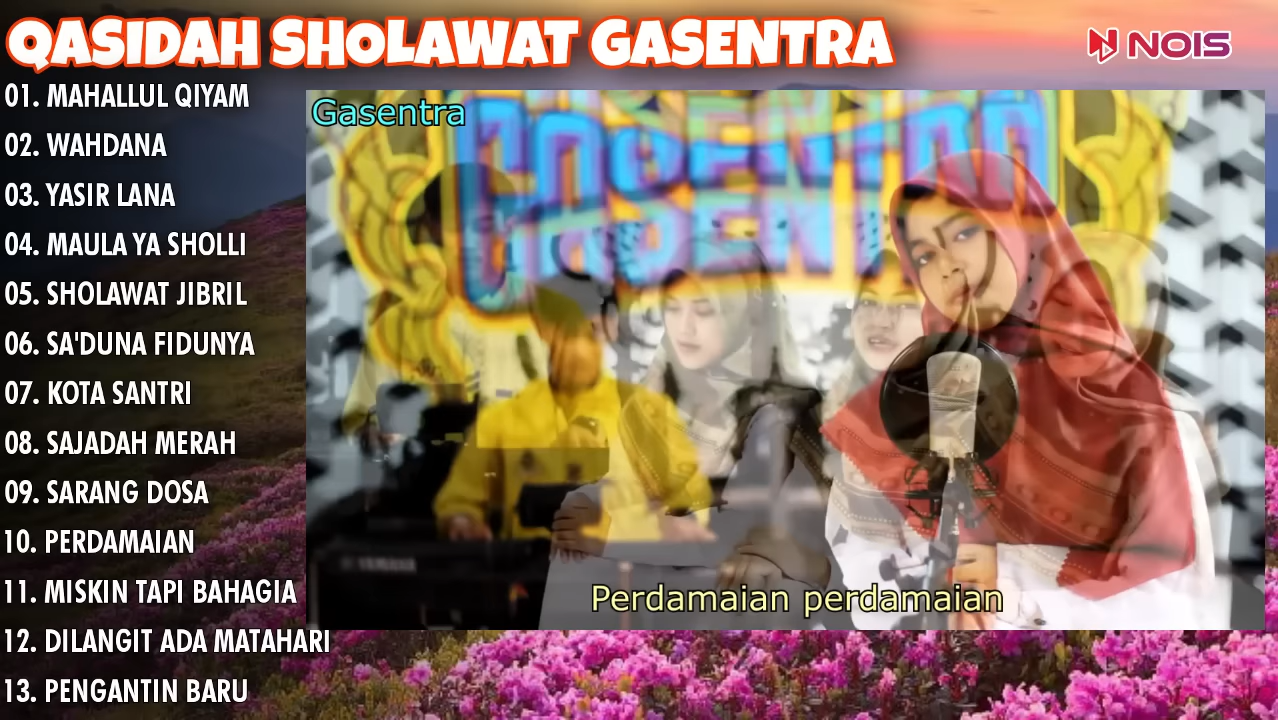 QASIDAH SHOLAWAT GASENTRA
NOIS
01. MAHALLUL QIYAM
02. WAHDANA
03. YASIR LANA
04. MAULA YA SHOLLI
05. SHOLAWAT JIBRIL
06. SA'DUNA FIDUNYA
07. KOTA SANTRI
08. SAJADAH MERAH
09. SARANG DOSA
10. PERDAMAIAN
11. MISKIN TAPI BAHAGIA
12. DILANGIT ADA MATAHARI
13. PENGANTIN BARU
Gasentra
GASENTRA
YAMAHA
Perdamaian perdamaian